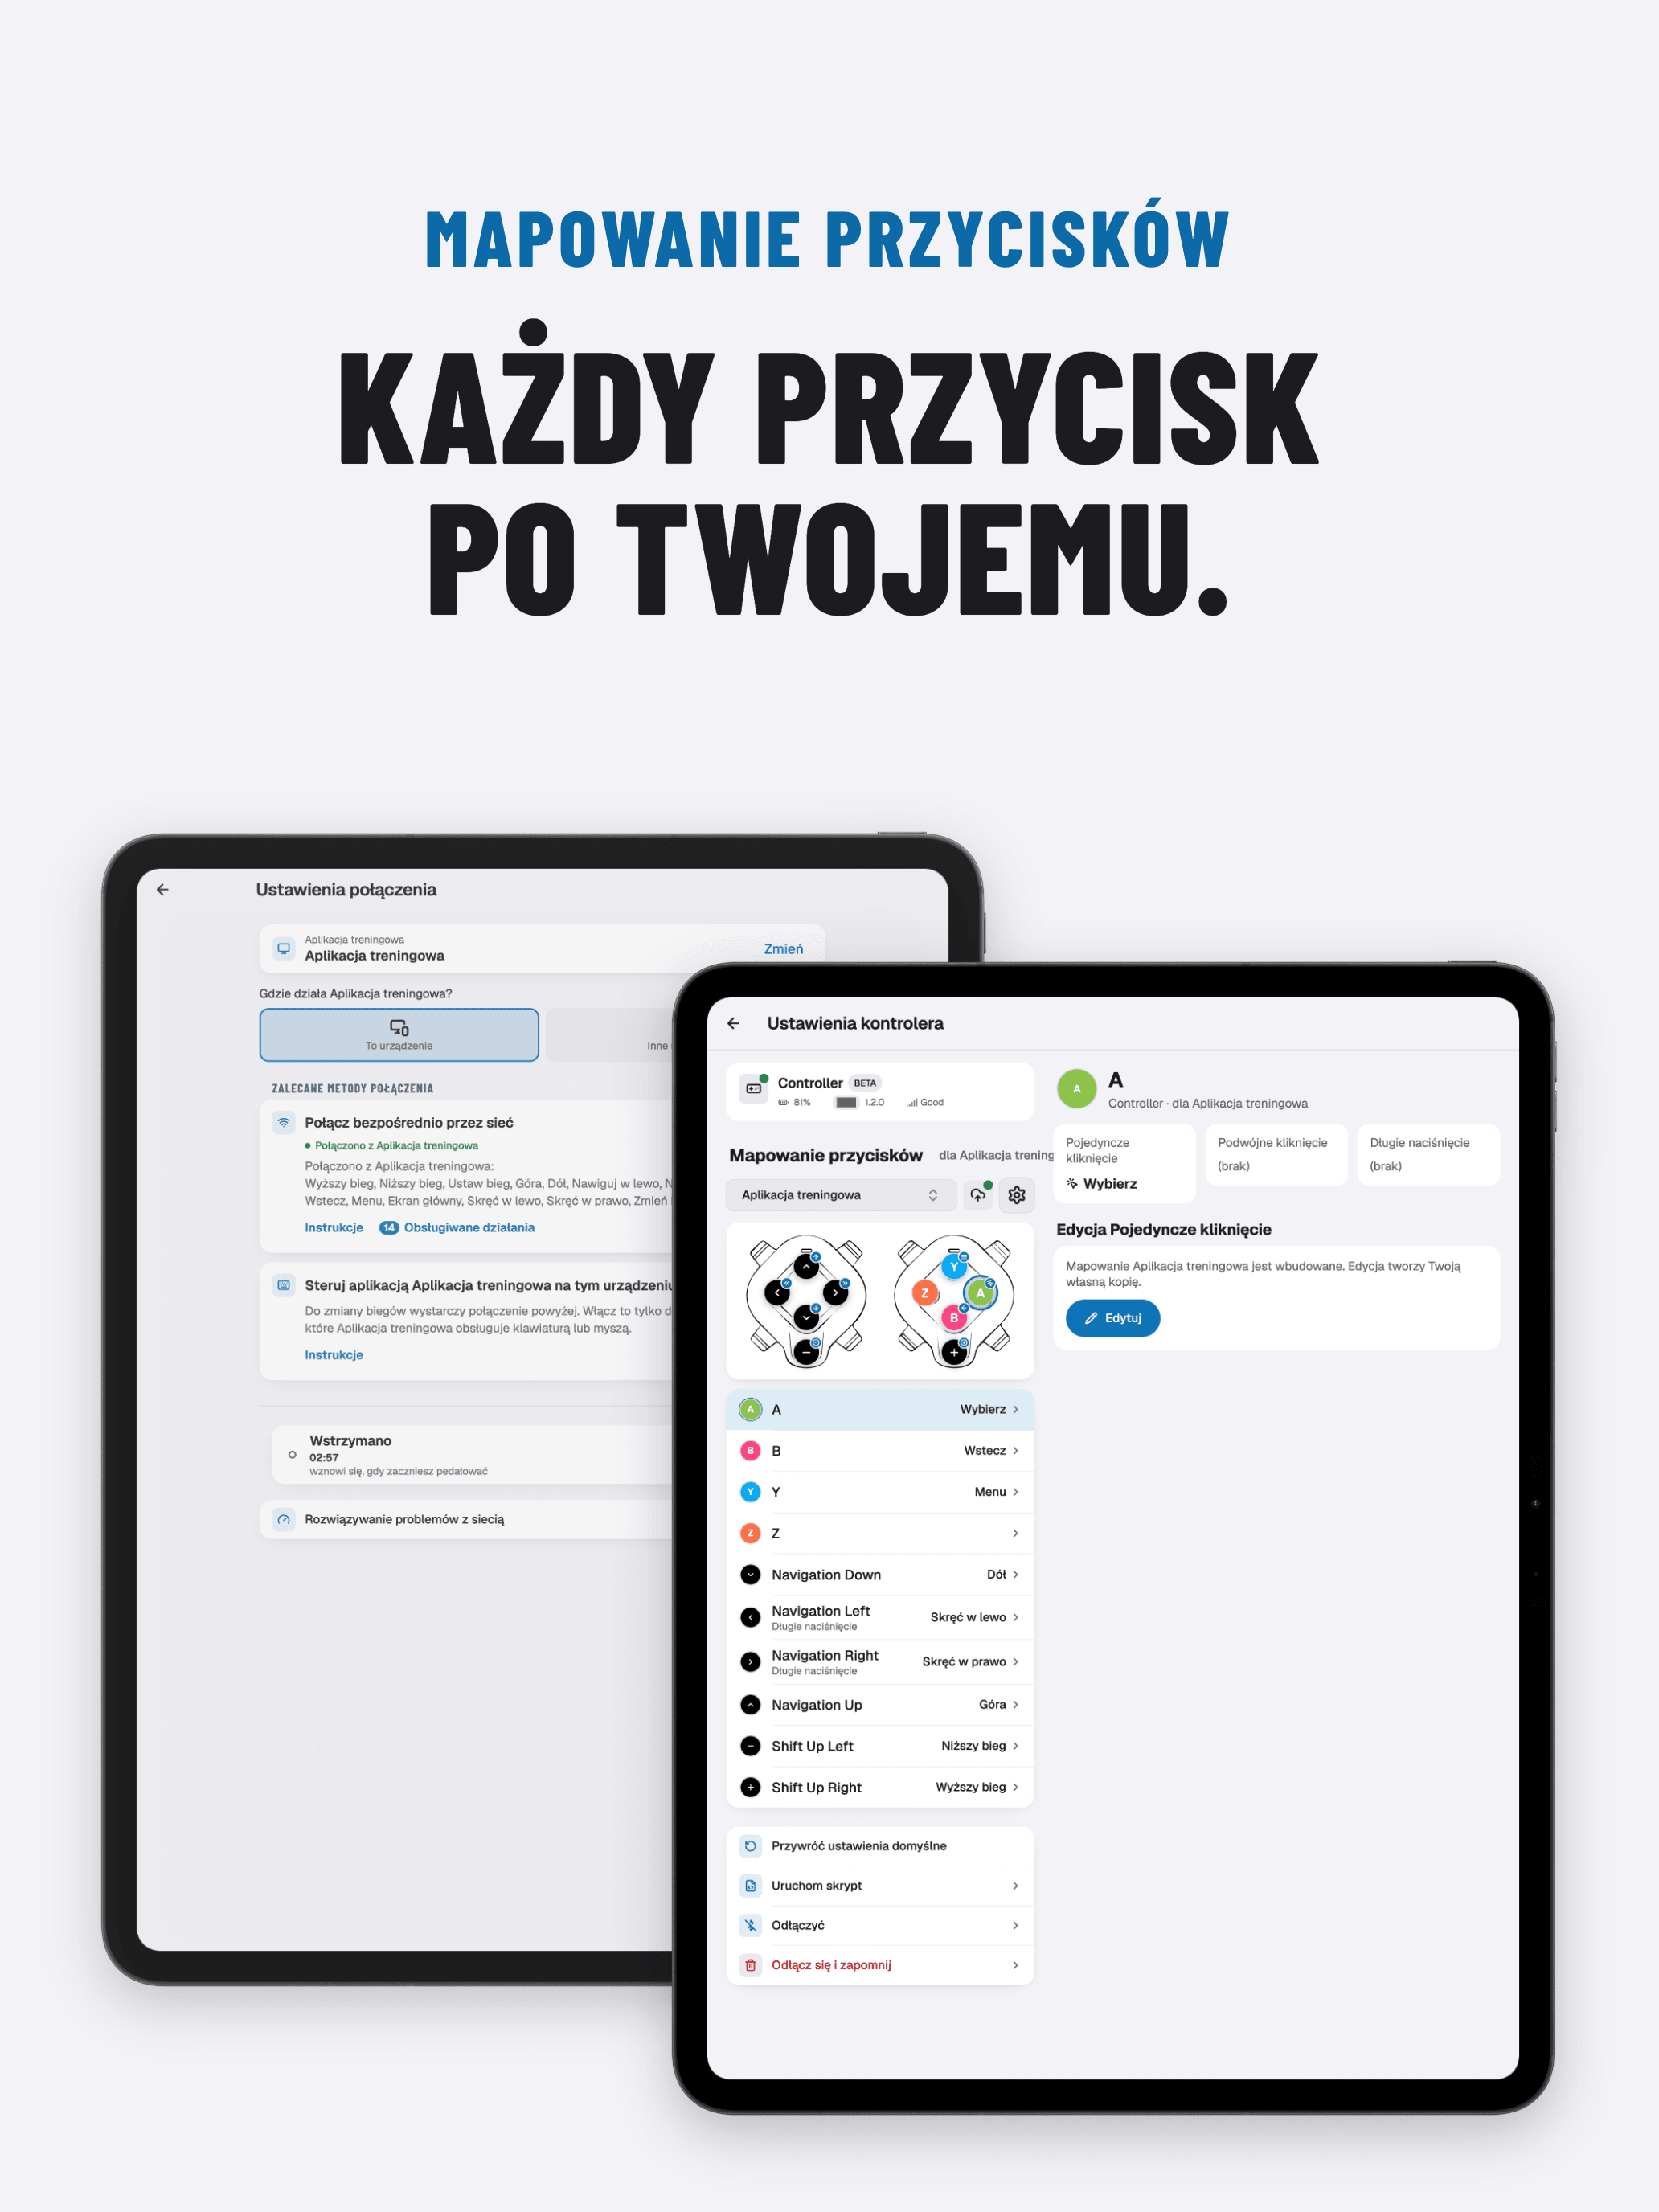 MAPOWANIE PRZYCISKÓW
KAŻDY PRZYCISK
PO TWOJEMU.
Ustawienia połączenia
Aplikacja treningowa
Aplikacja treningowa
Zmień
Gdzie działa Aplikacja treningowa?
To urządzenie
Inne
ZALECANE METODY POŁĄCZENIA
Połącz bezpośrednio przez sieć
Połączono z Aplikacja treningowa
Połączono z Aplikacja treningowa:
Wyższy bieg, Niższy bieg, Ustaw bieg, Góra, Dół, Nawiguj w lewo, N
Wstecz, Menu, Ekran główny, Skręć w lewo, Skręć w prawo, Zmień
Instrukcje 14 Obsługiwane działania
Steruj aplikacją Aplikacja treningowa na tym urządzeniu
Do zmiany biegów wystarczy połączenie powyżej. Włącz to tylko d
które Aplikacja treningowa obsługuje klawiaturą lub myszą.
Instrukcje
Wstrzymano
02:57
wznowi się, gdy zaczniesz pedałować
Rozwiązywanie problemów z siecią
Ustawienia kontrolera
Controller BETA
81% 1.2.0 Good
Mapowanie przycisków dla Aplikacja trening
Aplikacja treningowa
Y
Z A
B
A A Wybierz
B B Wstecz
Y Y Menu
Z Z
Navigation Down Dół
Navigation Left Skręć w lewo
Długie naciśnięcie
Navigation Right Skręć w prawo
Długie naciśnięcie
Navigation Up Góra
Shift Up Left Niższy bieg
Shift Up Right Wyższy bieg
Przywróć ustawienia domyślne
Uruchom skrypt
Odłączyć
Odłącz się i zapomnij
A A
Controller · dla Aplikacja treningowa
Pojedyncze
kliknięcie
Wybierz
Podwójne kliknięcie
(brak)
Długie naciśnięcie
(brak)
Edycja Pojedyncze kliknięcie
Mapowanie Aplikacja treningowa jest wbudowane. Edycja tworzy Twoją
własną kopię.
Edytuj